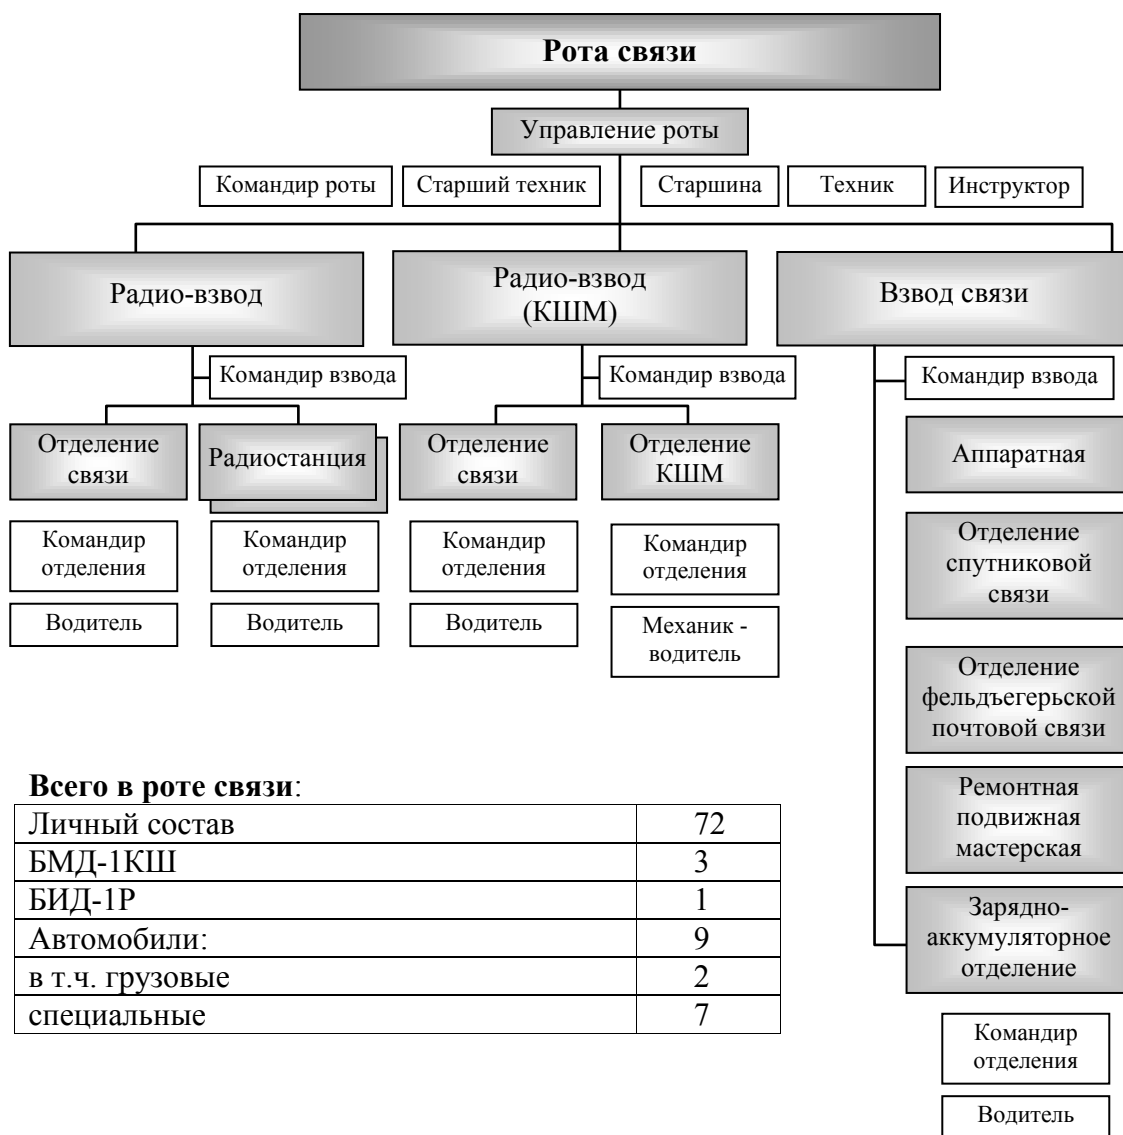 Рота связи
Управление роты
Командир роты
Старший техник
Старшина
Техник
Инструктор
Радио-взвод
Радио-взвод
(КШМ)
Взвод связи
Командир взвода
Командир взвода
Командир взвода
Отделение
связи
Радиостанция
Отделение
связи
Отделение
КШМ
Аппаратная
Командир
отделения
Командир
отделения
Командир
отделения
Командир
отделения
Водитель
Водитель
Водитель
Механик -
водитель
Отделение
спутниковой
связи
Отделение
фельдъегерьской
почтовой связи
Ремонтная
подвижная
мастерская
Зарядно-
аккумуляторное
отделение
Командир
отделения
Водитель
Всего в роте связи:
Личный состав 72
БМД-1КШ 3
БИД-1Р 1
Автомобили: 9
в т.ч. грузовые 2
специальные 7